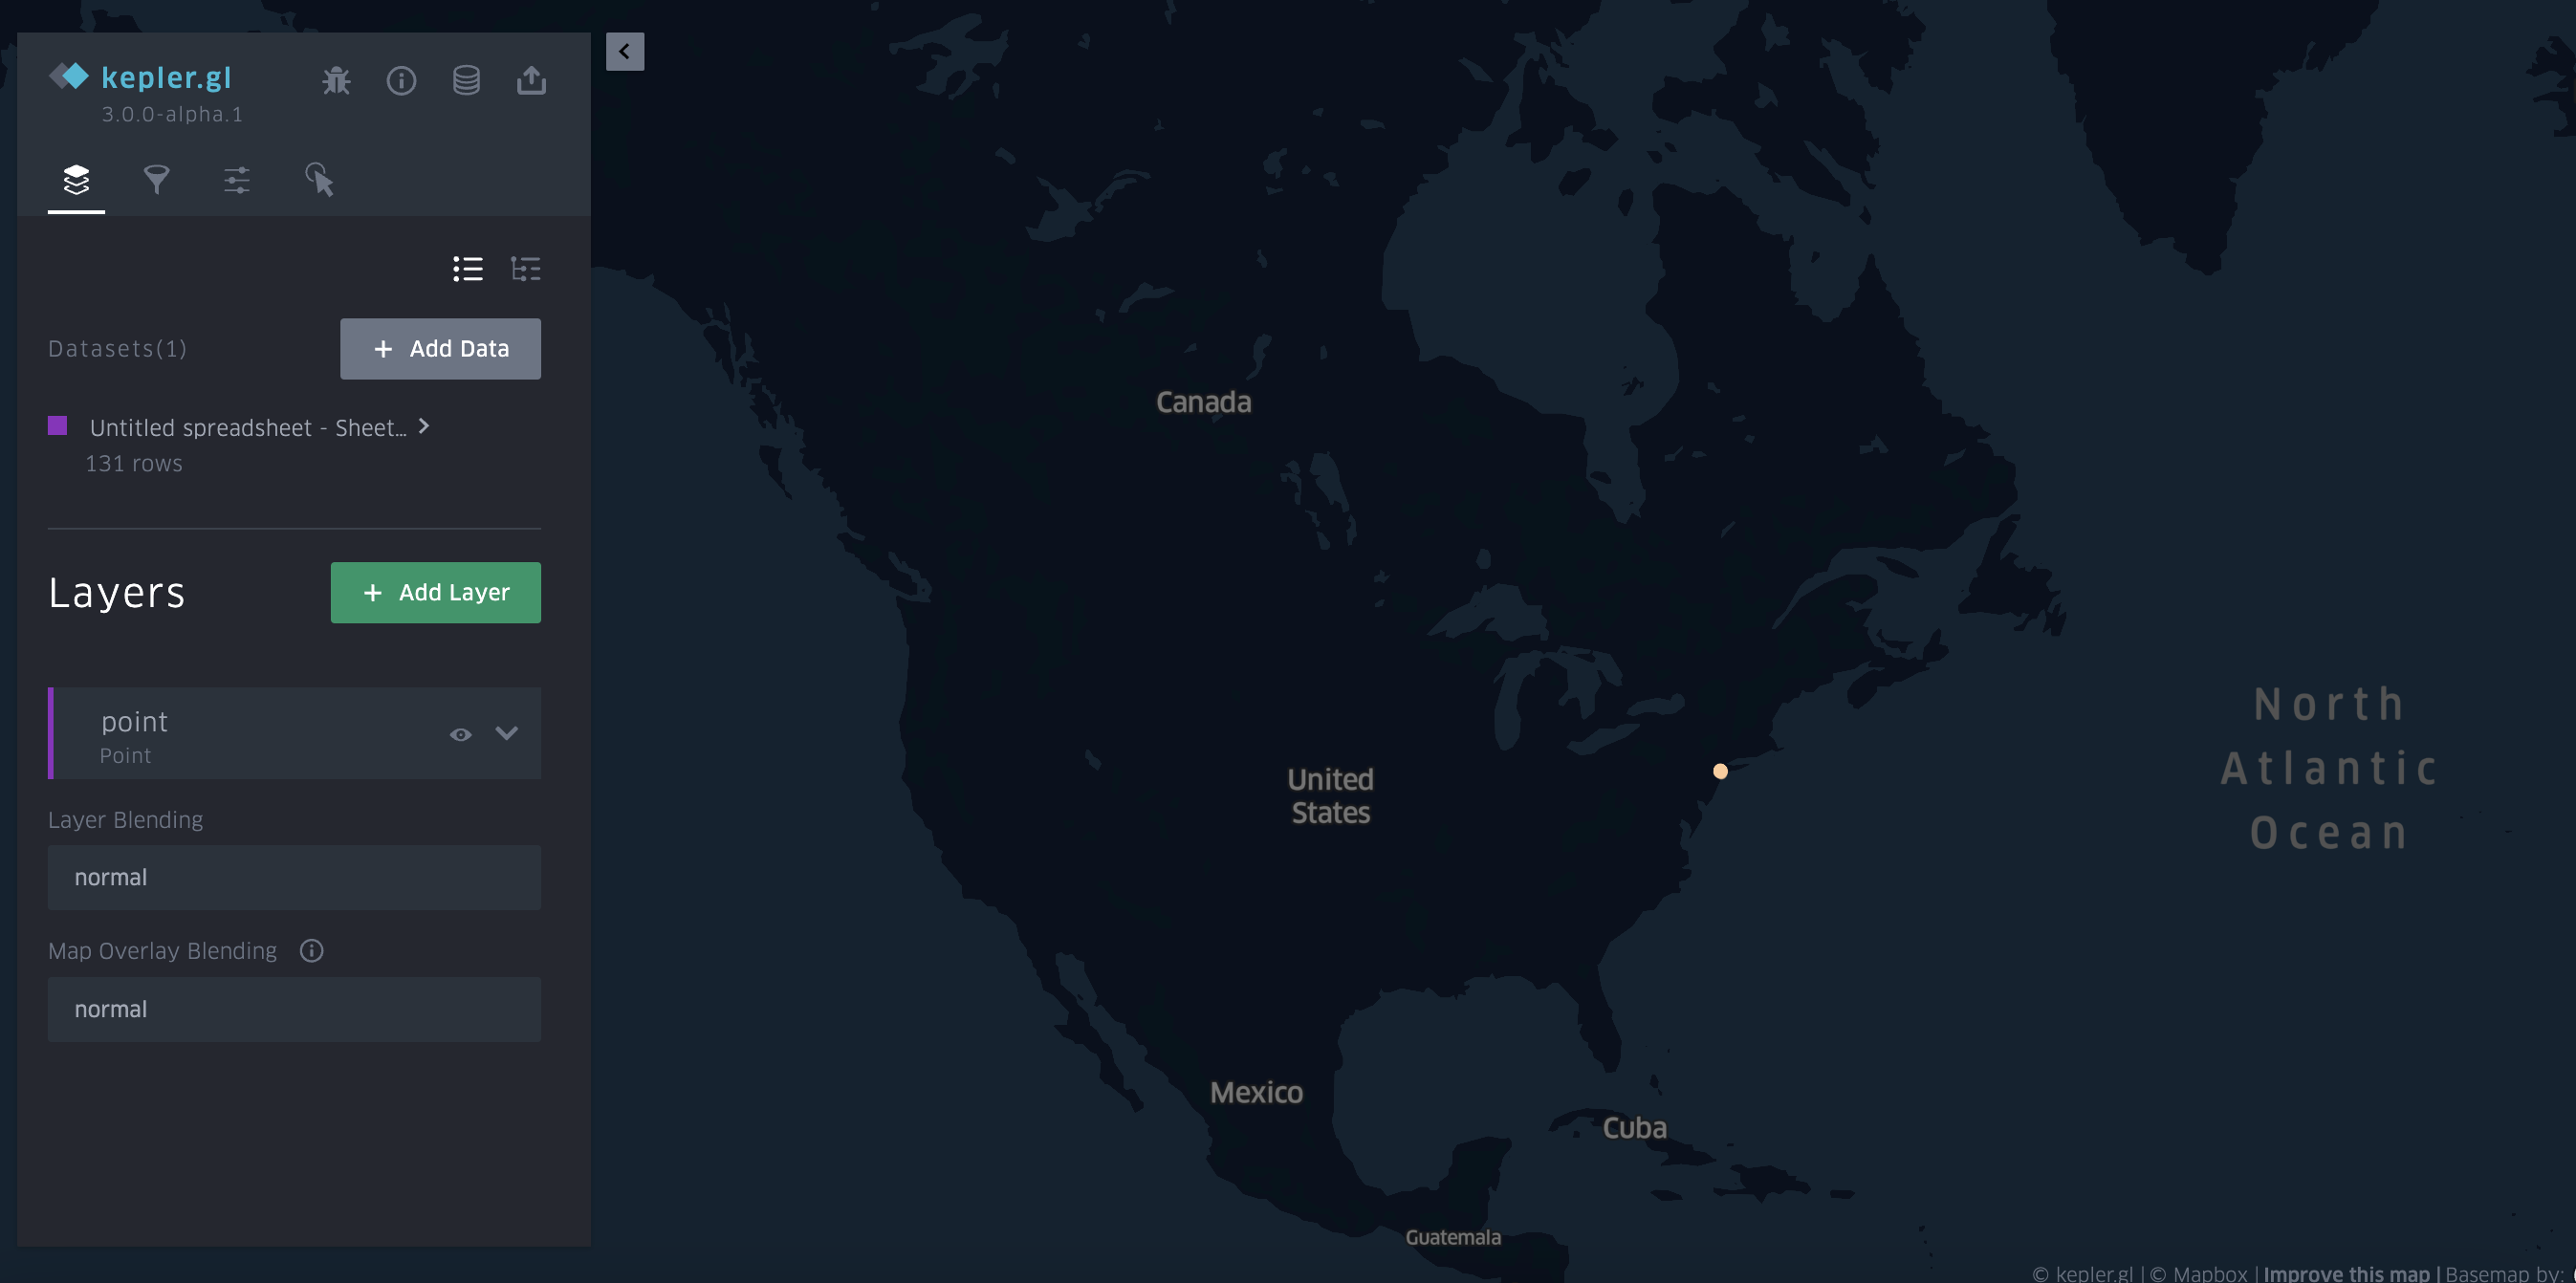 kepler.gl
3.0.0-alpha.1
Datasets(1)
+ Add Data
Untitled spreadsheet - Sheet...
131 rows
Layers
+ Add Layer
point
Point
Layer Blending
normal
Map Overlay Blending
normal
Canada
United
States
Mexico
Cuba
Guatemala
North
Atlantic
Ocean
© kepler.gl | © Mapbox | Improve this map | Basemap by: